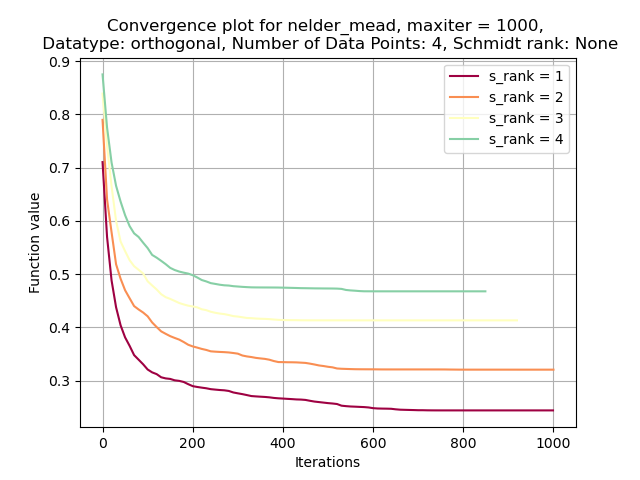 Convergence plot for nelder_mead, maxiter = 1000,
Datatype: orthogonal, Number of Data Points: 4, Schmidt rank: None
s_rank = 1
s_rank = 2
s_rank = 3
s_rank = 4
0.9
0.8
0.7
0.6
0.5
0.4
0.3
Function value
0 200 400 600 800 1000
Iterations